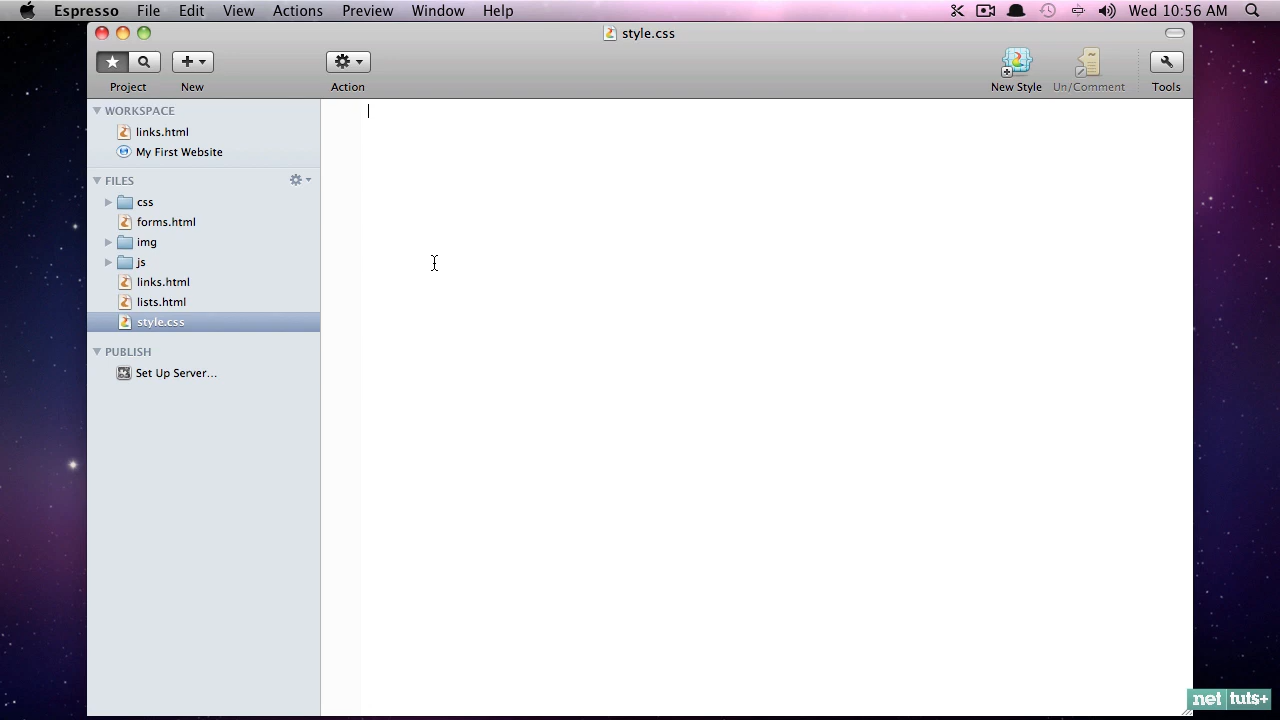 Espresso File Edit View Actions Preview Window Help Wed 10:56 AM
style.css
Project New Action New Style Un/Comment Tools
WORKSPACE
links.html
My First Website
FILES
css
forms.html
img
js
links.html
lists.html
style.css
PUBLISH
Set Up Server...
net tuts+